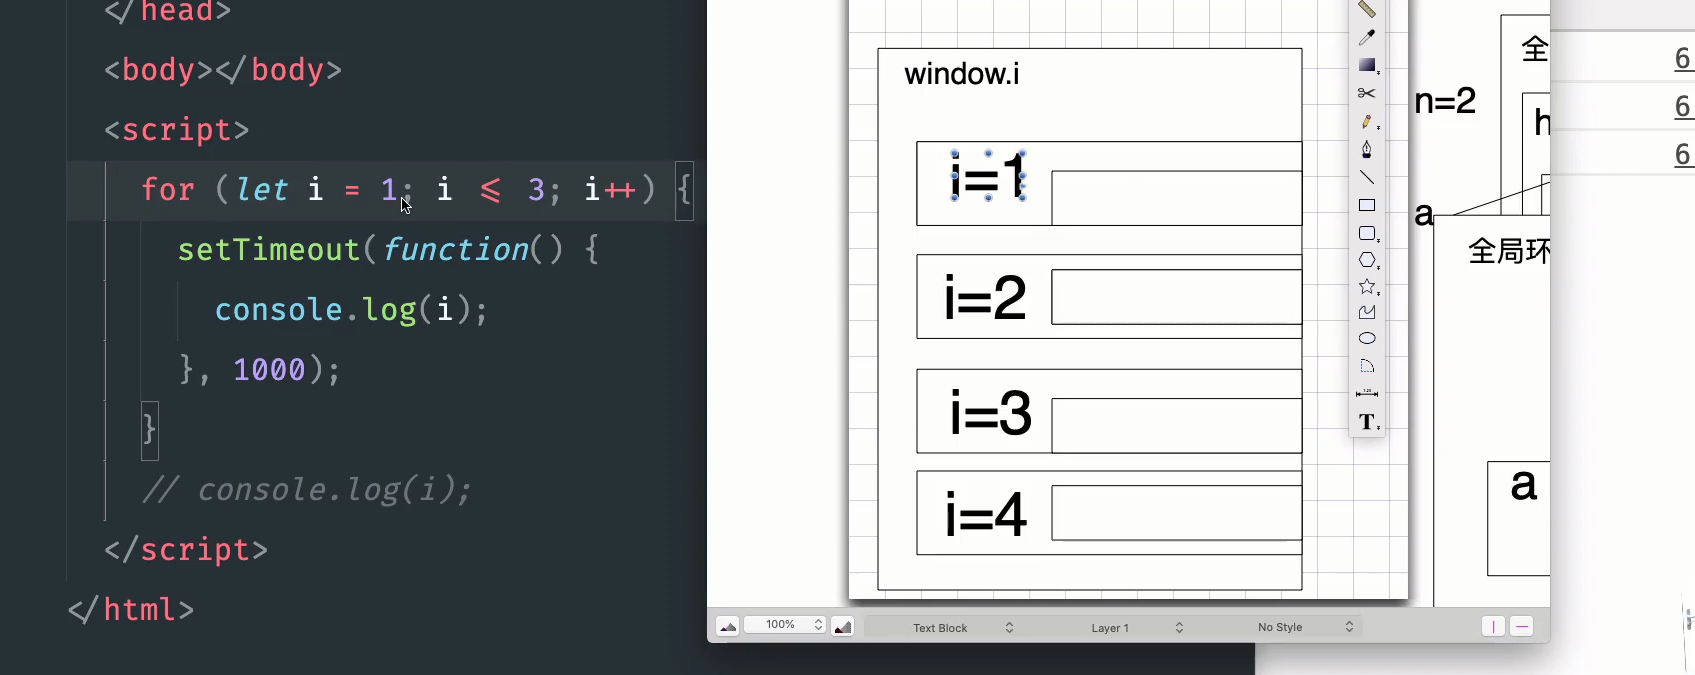 </head>
<body></body>
<script>
for (let i = 1; i <= 3; i++) {
setTimeout(function() {
console.log(i);
}, 1000);
}
// console.log(i);
</script>
</html>
window.i
i=1
i=2
i=3
i=4
100%
Text Block
Layer 1
No Style
T
n=2
a
全
h
全局环
a
6
6
6